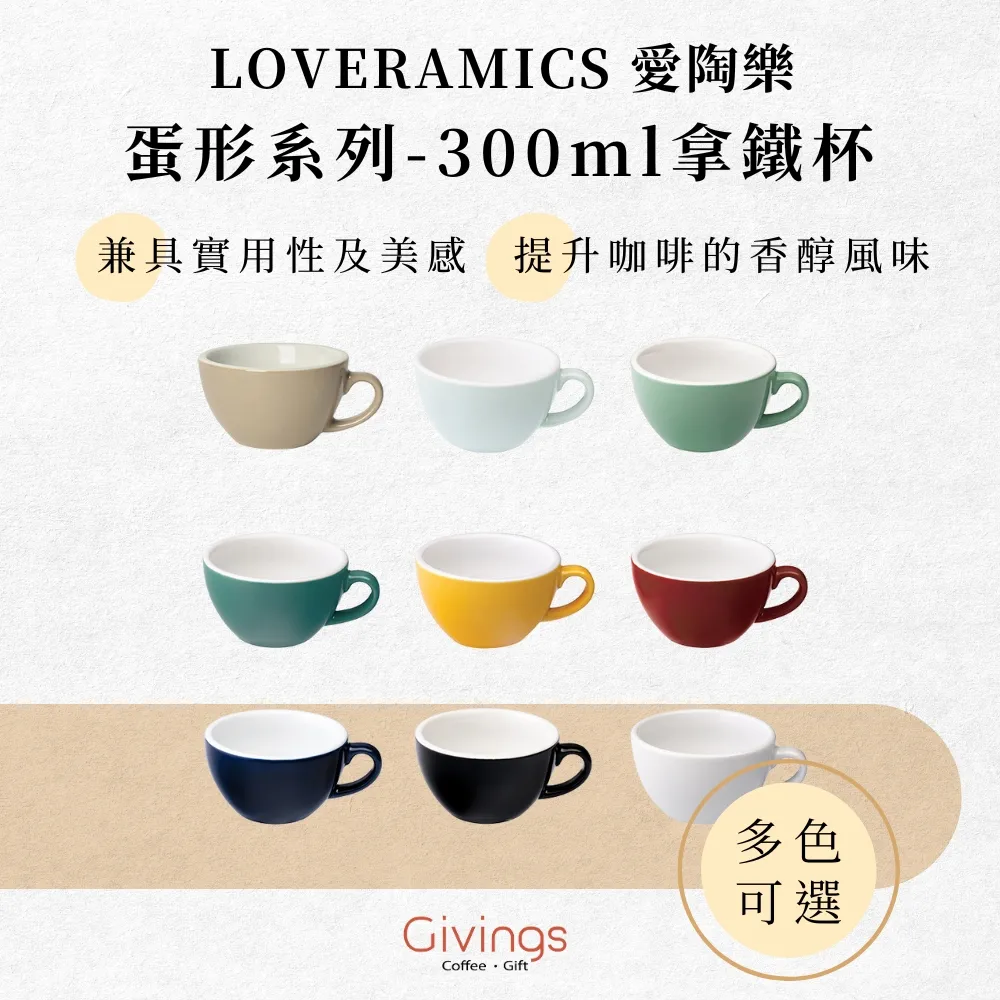 LOVERAMICS 愛陶樂
蛋形系列-300ml拿鐵杯
兼具實用性及美感 提升咖啡的香醇風味
多色
可選
Givings
Coffee・Gift